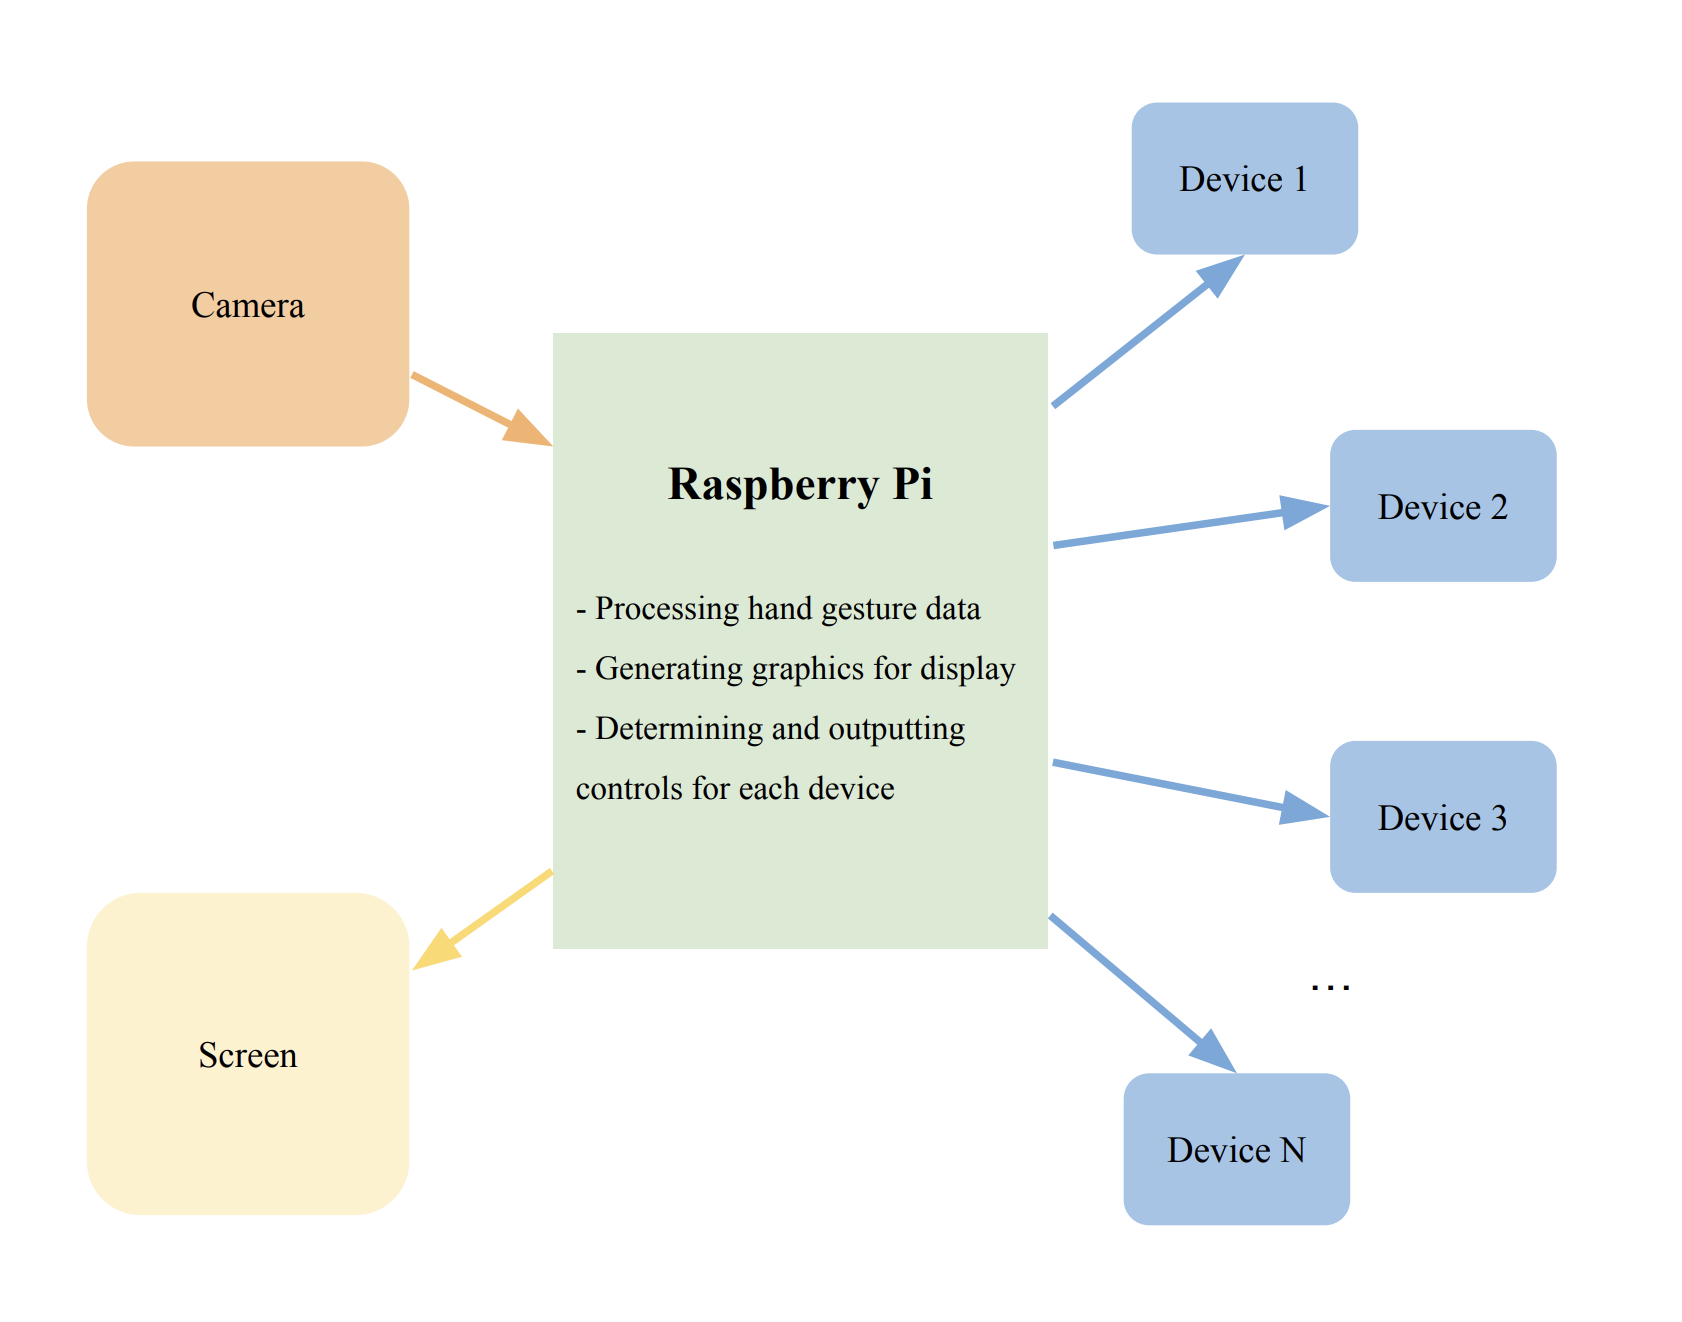 Camera
Screen
Raspberry Pi
- Processing hand gesture data
- Generating graphics for display
- Determining and outputting
controls for each device
Device 1
Device 2
Device 3
...
Device N